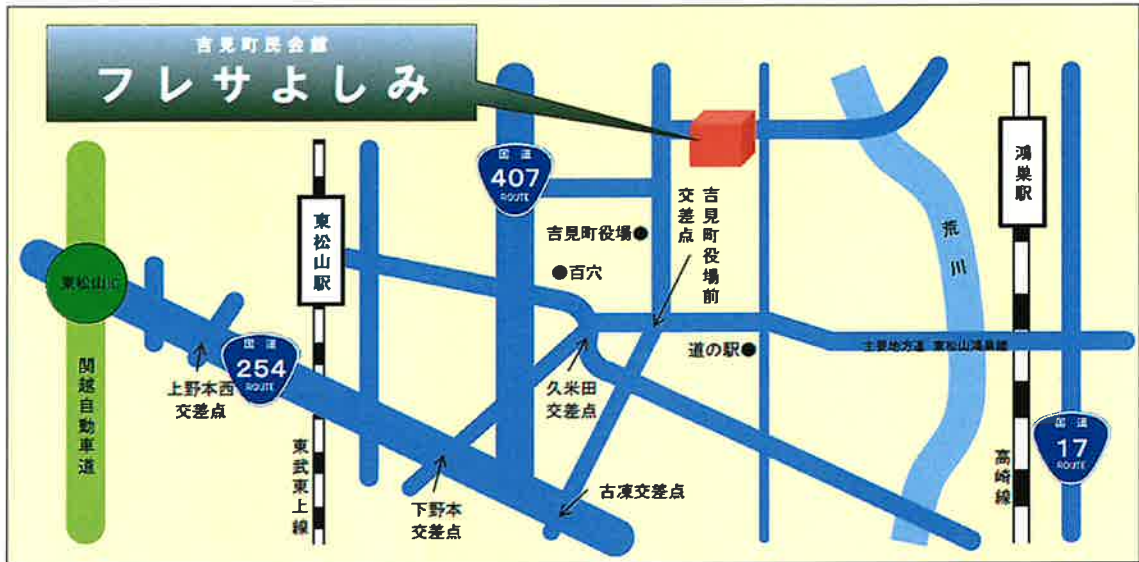 吉見町民会館
フレサよしみ
国道
407
ROUTE
鴻巣駅
東松山駅
吉見町役場前
交差点
吉見町役場●
●百穴
荒川
東松山IC
国道
254
ROUTE
道の駅●
主要地方道 東松山鴻巣線
上野本西
交差点
久米田
交差点
関越自動車道
国道
17
ROUTE
東武東上線
高崎線
古凍交差点
下野本
交差点